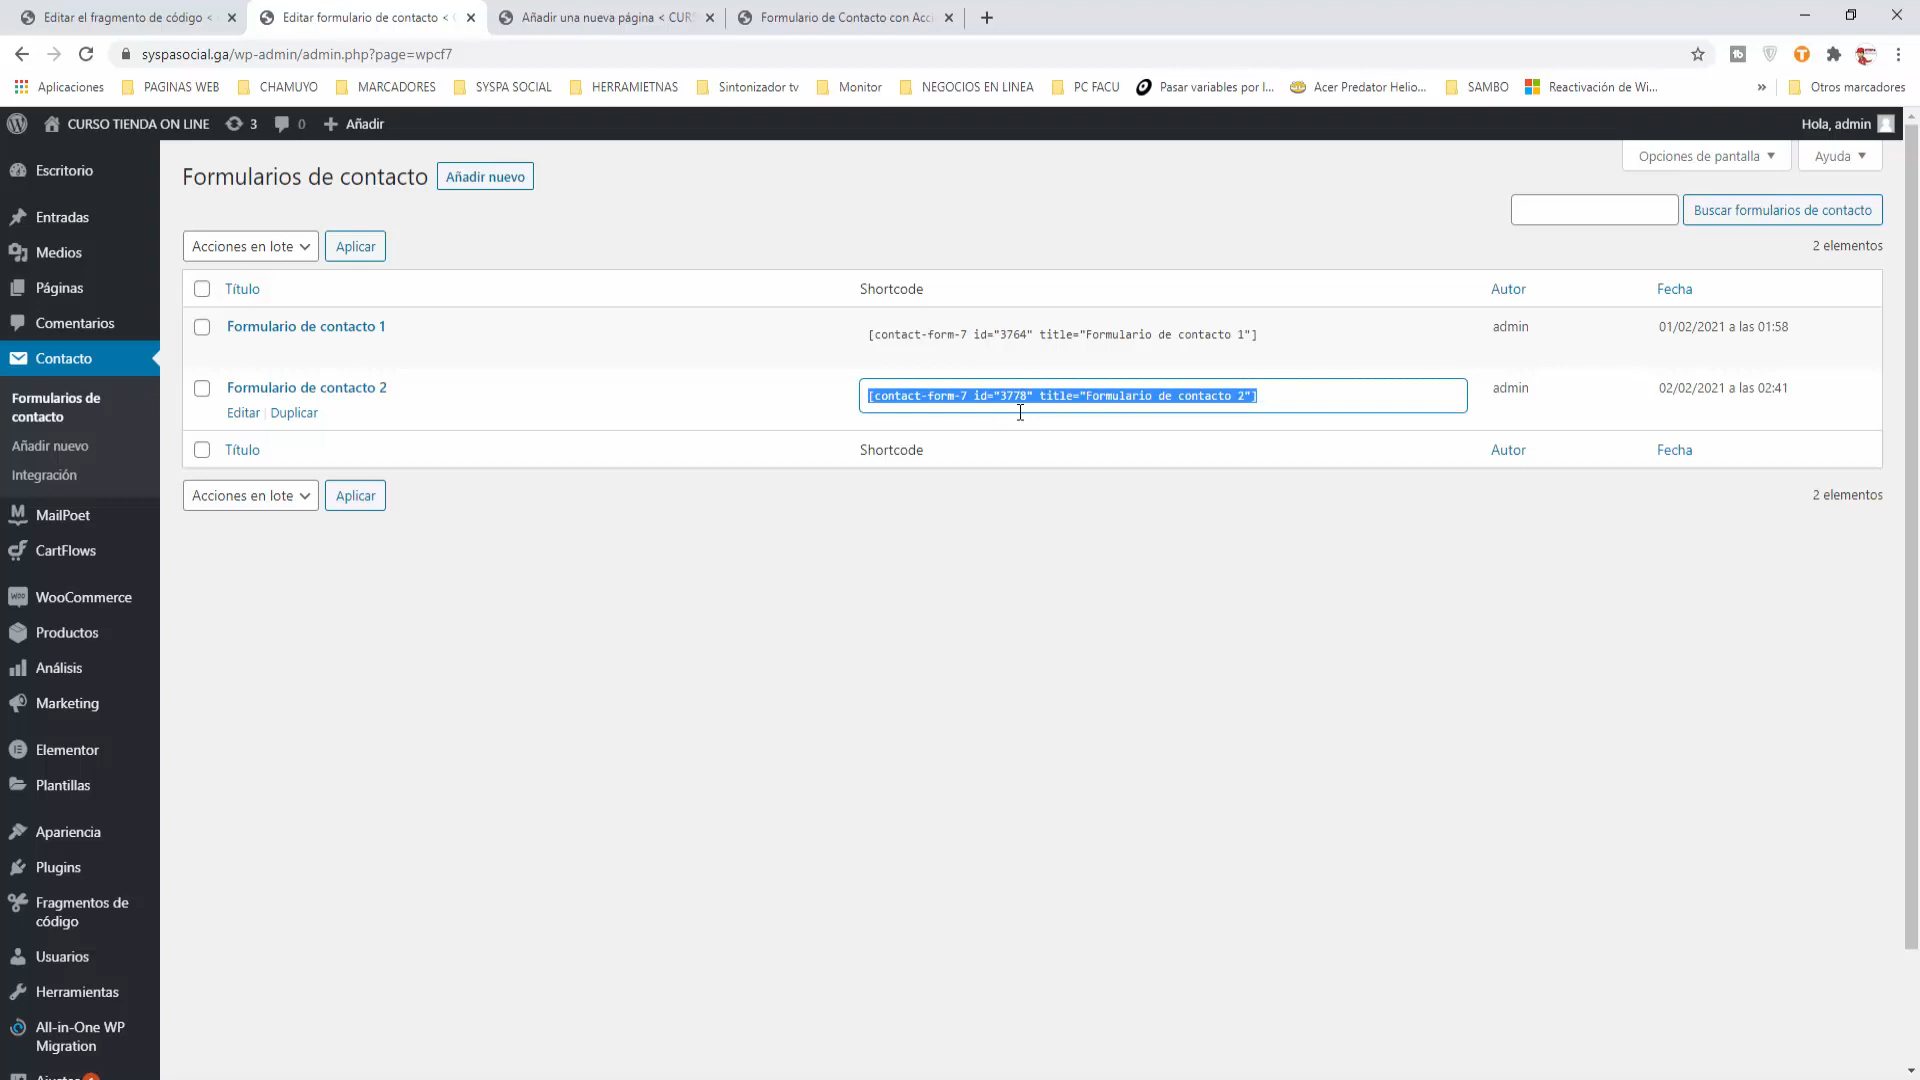 Editar el fragmento de código <
Editar formulario de contacto <
Añadir una nueva página < CUR
Formulario de Contacto con Acc
syspasocial.ga/wp-admin/admin.php?page=wpcf7
Aplicaciones
PAGINAS WEB
CHAMUYO
MARCADORES
SYSPA SOCIAL
HERRAMIETNAS
Sintonizador tv
Monitor
NEGOCIOS EN LINEA
PC FACU
Pasar variables por l...
Acer Predator Helio...
SAMBO
Reactivación de Wi...
»
Otros marcadores
CURSO TIENDA ON LINE
3
0
Añadir
Hola, admin
Escritorio
Entradas
Medios
Páginas
Comentarios
Contacto
Formularios de
contacto
Añadir nuevo
Integración
MailPoet
CartFlows
WooCommerce
Productos
Análisis
Marketing
Elementor
Plantillas
Apariencia
Plugins
Fragmentos de
código
Usuarios
Herramientas
All-in-One WP
Migration
Opciones de pantalla
Ayuda
Formularios de contacto
Añadir nuevo
Buscar formularios de contacto
Acciones en lote
Aplicar
2 elementos
Título
Shortcode
Autor
Fecha
Formulario de contacto 1
[contact-form-7 id="3764" title="Formulario de contacto 1"]
admin
01/02/2021 a las 01:58
Formulario de contacto 2
Editar | Duplicar
[contact-form-7 id="3778" title="Formulario de contacto 2"]
admin
02/02/2021 a las 02:41
Título
Shortcode
Autor
Fecha
Acciones en lote
Aplicar
2 elementos